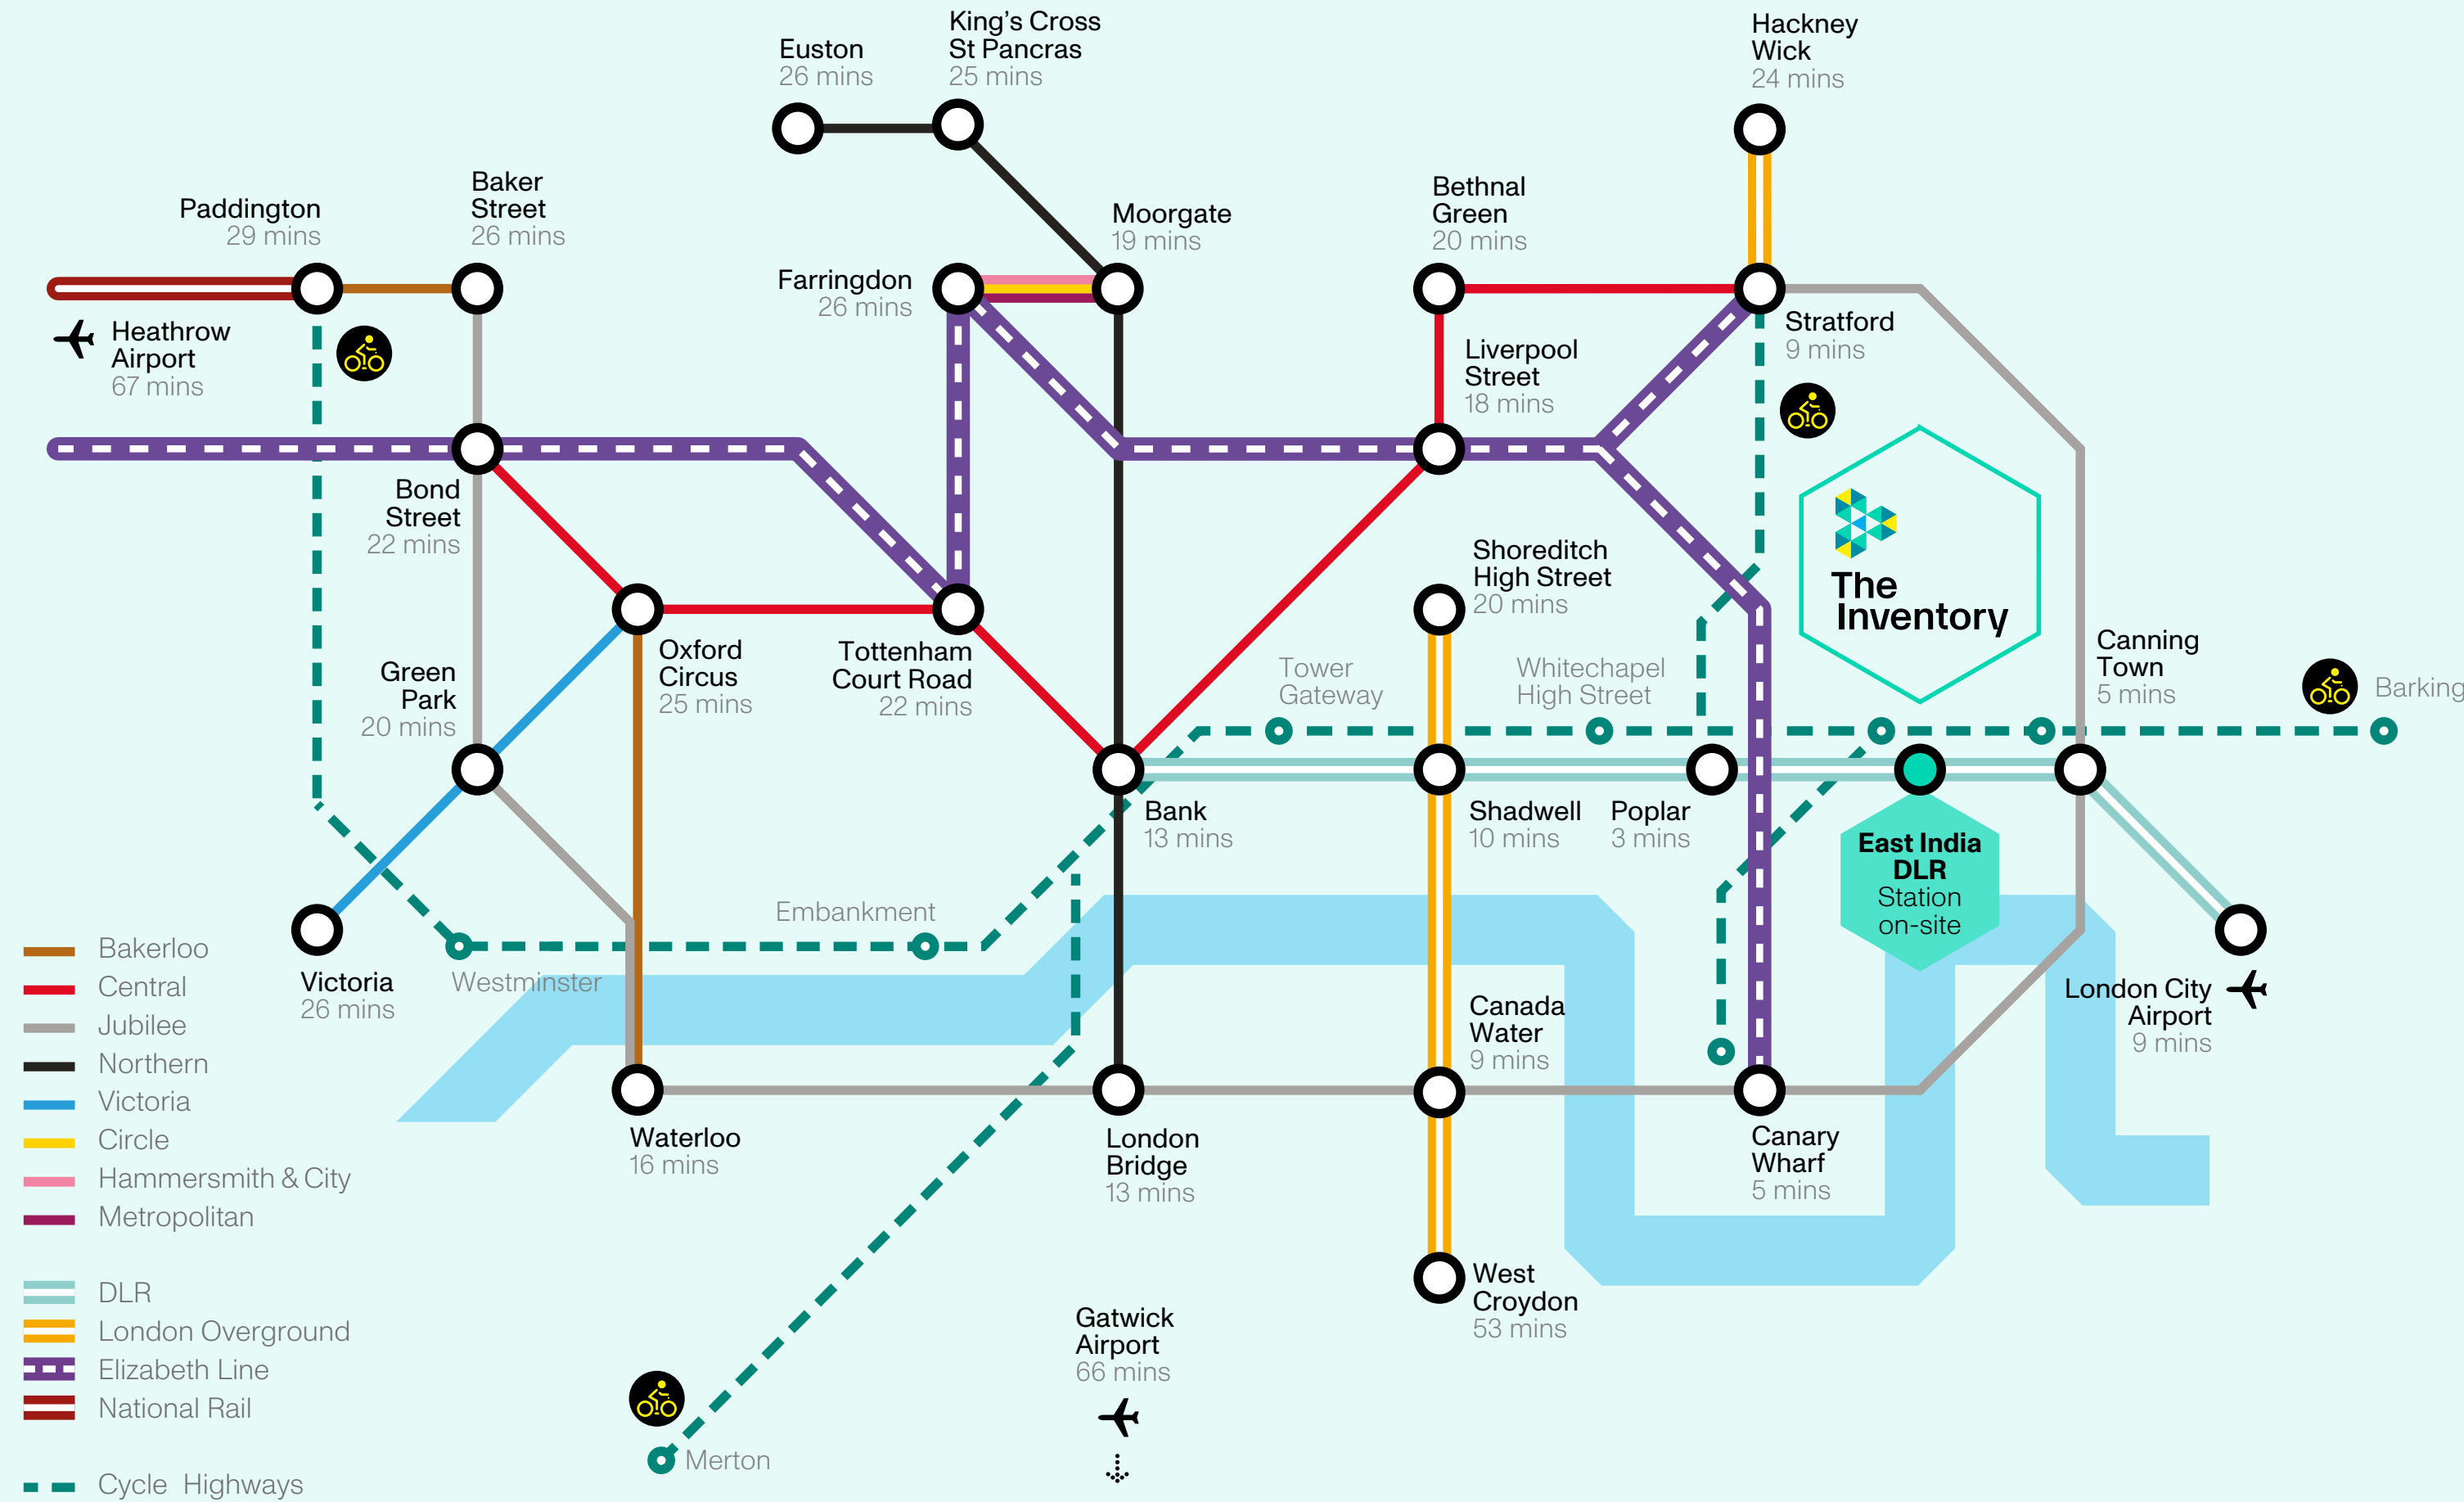 Euston
26 mins
King's Cross
St Pancras
25 mins
Hackney
Wick
24 mins
Paddington
29 mins
Baker
Street
26 mins
Moorgate
19 mins
Bethnal
Green
20 mins
Farringdon
26 mins
Heathrow
Airport
67 mins
Stratford
9 mins
Liverpool
Street
18 mins
Bond
Street
22 mins
The
Inventory
Shoreditch
High Street
20 mins
Green
Park
20 mins
Oxford
Circus
25 mins
Tottenham
Court Road
22 mins
Tower
Gateway
Whitechapel
High Street
Canning
Town
5 mins
Barking
Bank
13 mins
Shadwell
10 mins
Poplar
3 mins
East India
DLR
Station
on-site
Embankment
Victoria
26 mins
Westminster
London City
Airport
9 mins
Canada
Water
9 mins
Waterloo
16 mins
London
Bridge
13 mins
Canary
Wharf
5 mins
West
Croydon
53 mins
Gatwick
Airport
66 mins
Merton
Bakerloo
Central
Jubilee
Northern
Victoria
Circle
Hammersmith & City
Metropolitan
DLR
London Overground
Elizabeth Line
National Rail
Cycle Highways